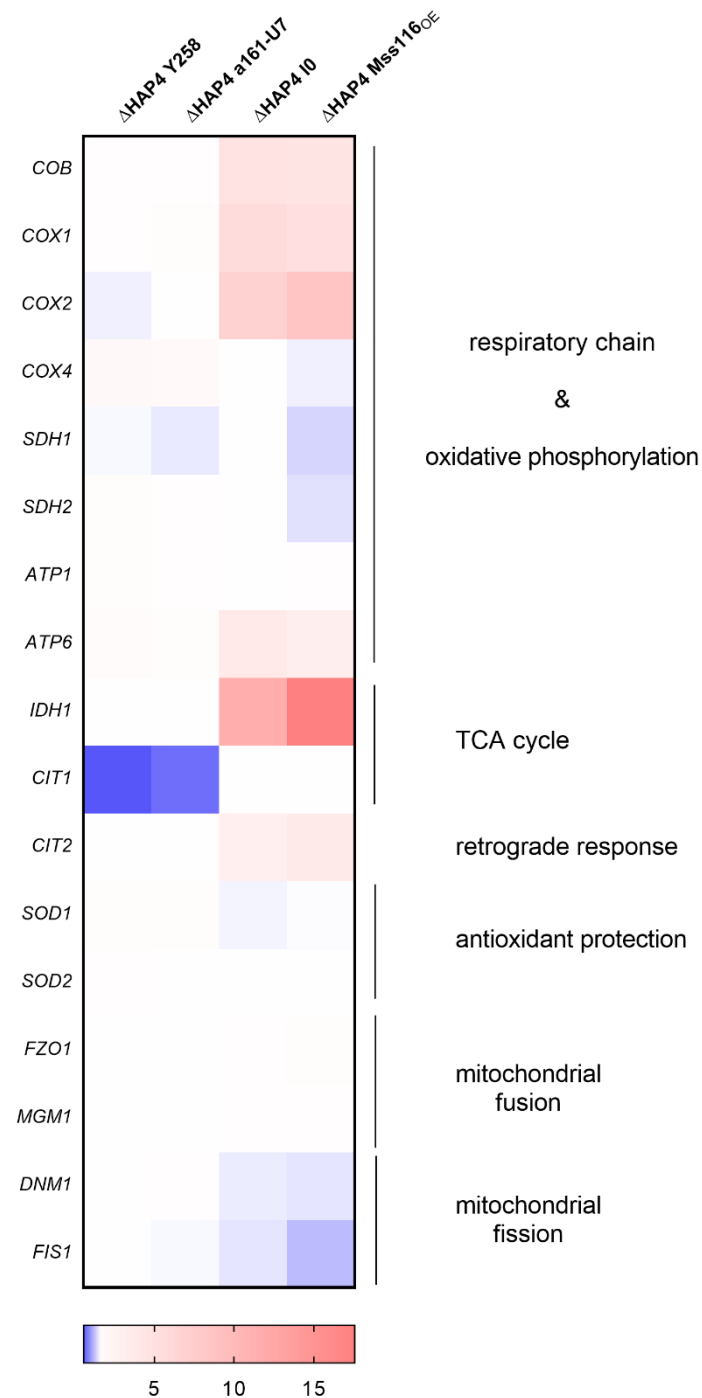 ΔHAP4 Y258
ΔHAP4 a161-U7
ΔHAP4 I0
ΔHAP4 Mss116OE
COB
COX1
COX2
COX4
SDH1
SDH2
ATP1
ATP6
IDH1
CIT1
CIT2
SOD1
SOD2
FZO1
MGM1
DNM1
FIS1
respiratory chain
&
oxidative phosphorylation
TCA cycle
retrograde response
antioxidant protection
mitochondrial
fusion
mitochondrial
fission
5 10 15